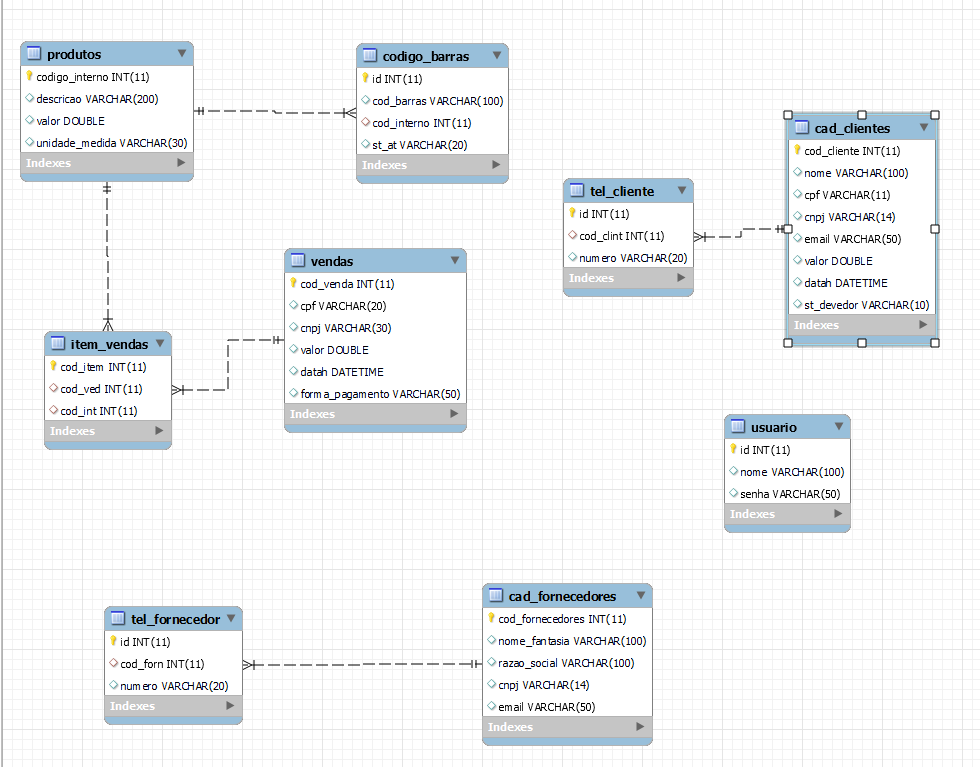 produtos
codigo_interno INT(11)
descricao VARCHAR(200)
valor DOUBLE
unidade_medida VARCHAR(30)
Indexes
codigo_barras
id INT(11)
cod_barras VARCHAR(100)
cod_interno INT(11)
st_at VARCHAR(20)
Indexes
cad_clientes
cod_cliente INT(11)
nome VARCHAR(100)
cpf VARCHAR(11)
cnpj VARCHAR(14)
email VARCHAR(50)
valor DOUBLE
datah DATETIME
st_devedor VARCHAR(10)
Indexes
tel_cliente
id INT(11)
cod_clint INT(11)
numero VARCHAR(20)
Indexes
vendas
cod_venda INT(11)
cpf VARCHAR(20)
cnpj VARCHAR(30)
valor DOUBLE
datah DATETIME
forma_pagamento VARCHAR(50)
Indexes
item_vendas
cod_item INT(11)
cod_ved INT(11)
cod_int INT(11)
Indexes
usuario
id INT(11)
nome VARCHAR(100)
senha VARCHAR(50)
Indexes
tel_fornecedor
id INT(11)
cod_forn INT(11)
numero VARCHAR(20)
Indexes
cad_fornecedores
cod_fornecedores INT(11)
nome_fantasia VARCHAR(100)
razao_social VARCHAR(100)
cnpj VARCHAR(14)
email VARCHAR(50)
Indexes